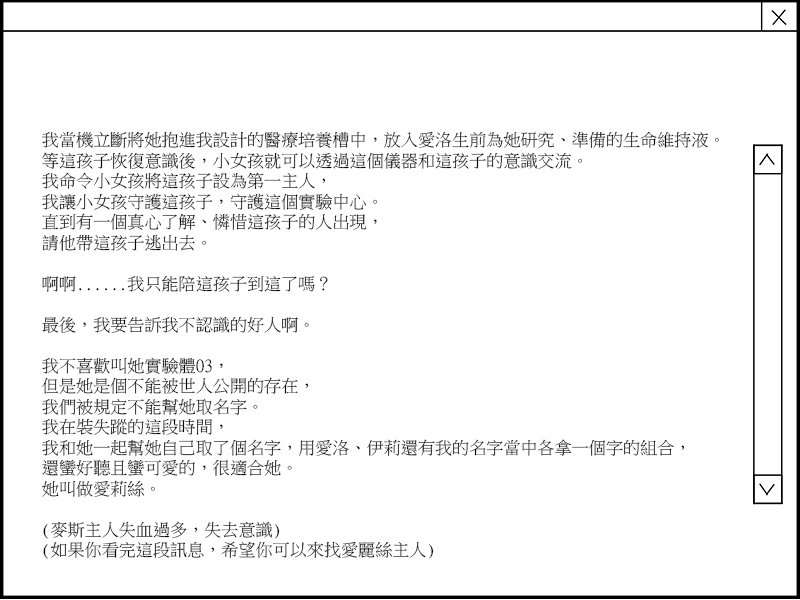 我當機立斷將她抱進我設計的醫療培養槽中，放入愛洛生前為她研究、準備的生命維持液。
等這孩子恢復意識後，小女孩就可以透過這個儀器和這孩子的意識交流。
我命令小女孩將這孩子設為第一主人，
我讓小女孩守護這孩子，守護這個實驗中心。
直到有一個真心了解、憐惜這孩子的人出現，
請他帶這孩子逃出去。
啊啊......我只能陪這孩子到這了嗎？
最後，我要告訴我不認識的好人啊。
我不喜歡叫她實驗體03，
但是她是個不能被世人公開的存在，
我們被規定不能幫她取名字。
我在裝失蹤的這段時間，
我和她一起幫她自己取了個名字，用愛洛、伊莉還有我的名字當中各拿一個字的組合，
還蠻好聽且蠻可愛的，很適合她。
她叫做愛莉絲。
(麥斯主人失血過多，失去意識)
(如果你看完這段訊息，希望你可以來找愛麗絲主人)